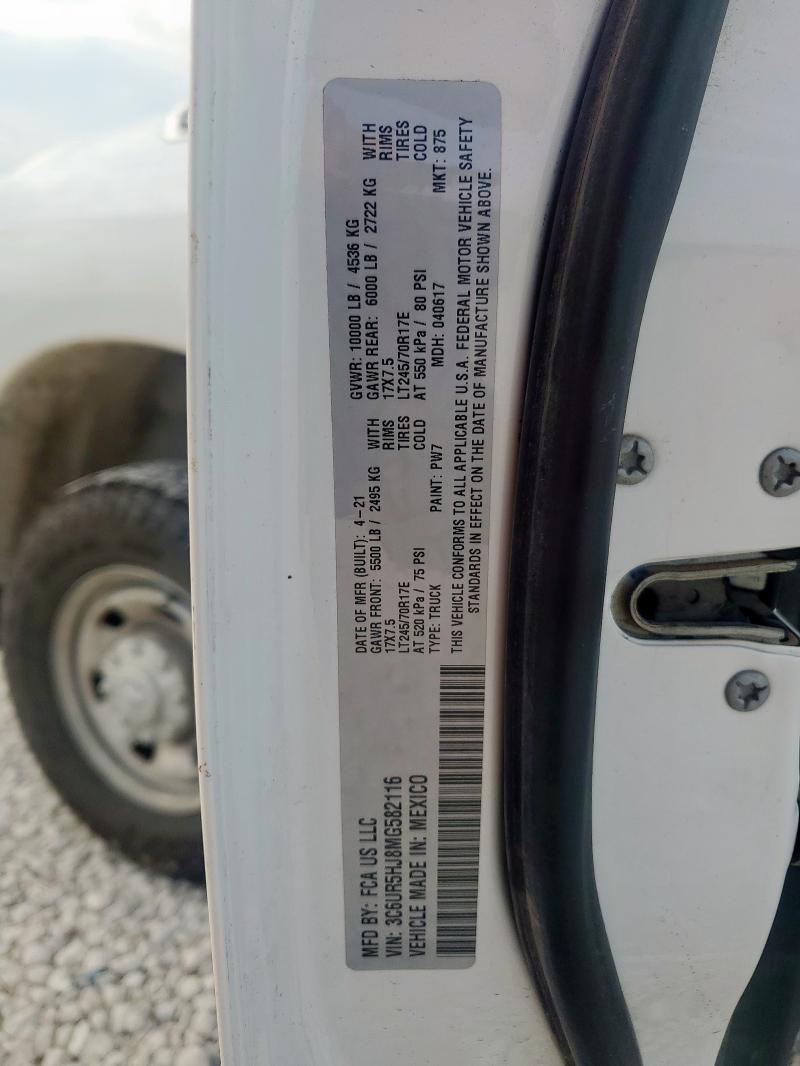 MFD BY: FCA US LLC
VIN: 3C6UR5HJ8MG582116
VEHICLE MADE IN: MEXICO
DATE OF MFR (BUILT): 4-21 GVWR: 10000 LB / 4536 KG
GAWR FRONT: 5500 LB / 2495 KG WITH GAWR REAR: 6000 LB / 2722 KG WITH
17X7.5 RIMS 17X7.5 RIMS
LT245/70R17E TIRES LT245/70R17E TIRES
AT 520 kPa / 75 PSI COLD AT 550 kPa / 80 PSI COLD
TYPE: TRUCK PAINT: PW7 MDH: 040617 MKT: 875
THIS VEHICLE CONFORMS TO ALL APPLICABLE U.S.A. FEDERAL MOTOR VEHICLE SAFETY
STANDARDS IN EFFECT ON THE DATE OF MANUFACTURE SHOWN ABOVE.